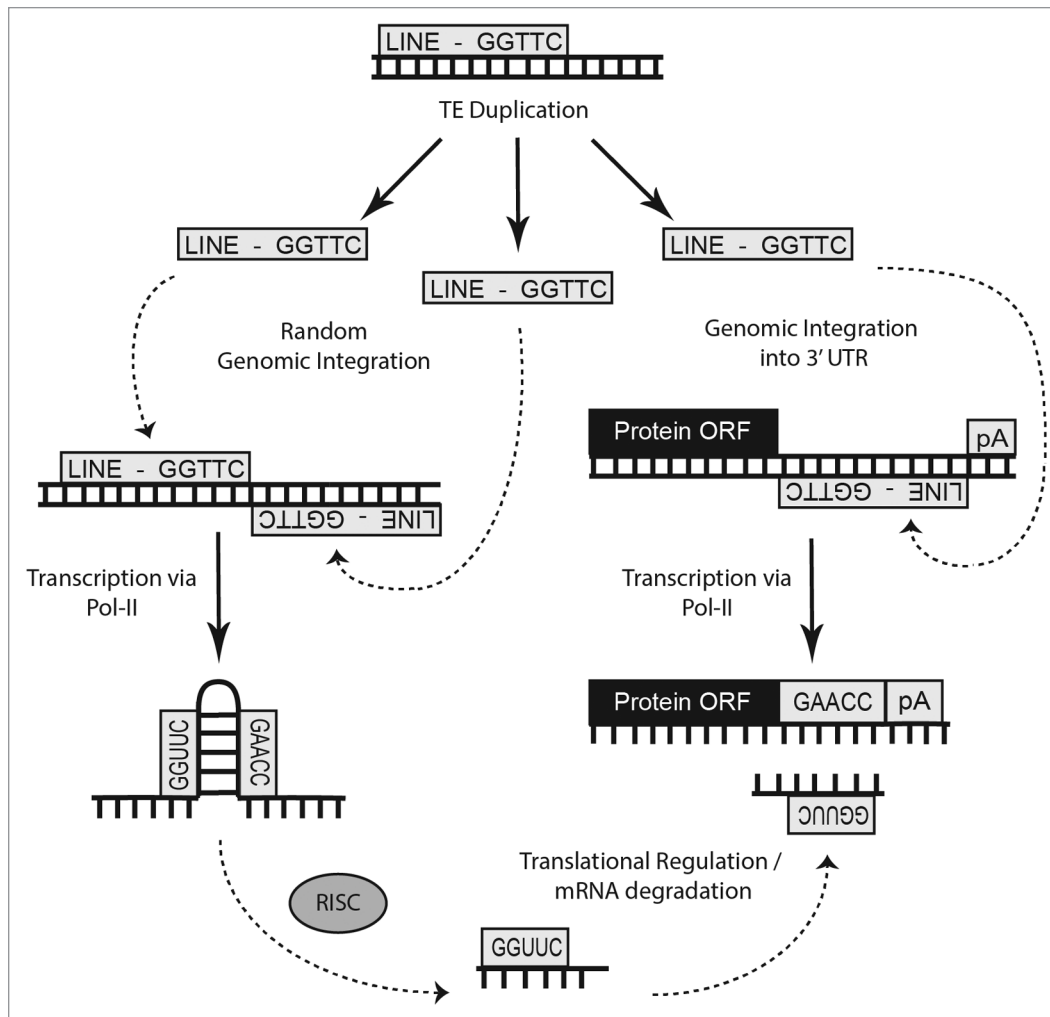 LINE - GGTTC
TE Duplication
LINE - GGTTC
LINE - GGTTC
LINE - GGTTC
Random
Genomic Integration
Genomic Integration
into 3' UTR
LINE - GGTTC
LINE - GGTTC
Protein ORF
pA
LINE - GGTTC
Transcription via
Pol-II
Transcription via
Pol-II
GGUUC
GAACC
Protein ORF
GAACC
pA
GGUUC
RISC
Translational Regulation /
mRNA degradation
GGUUC